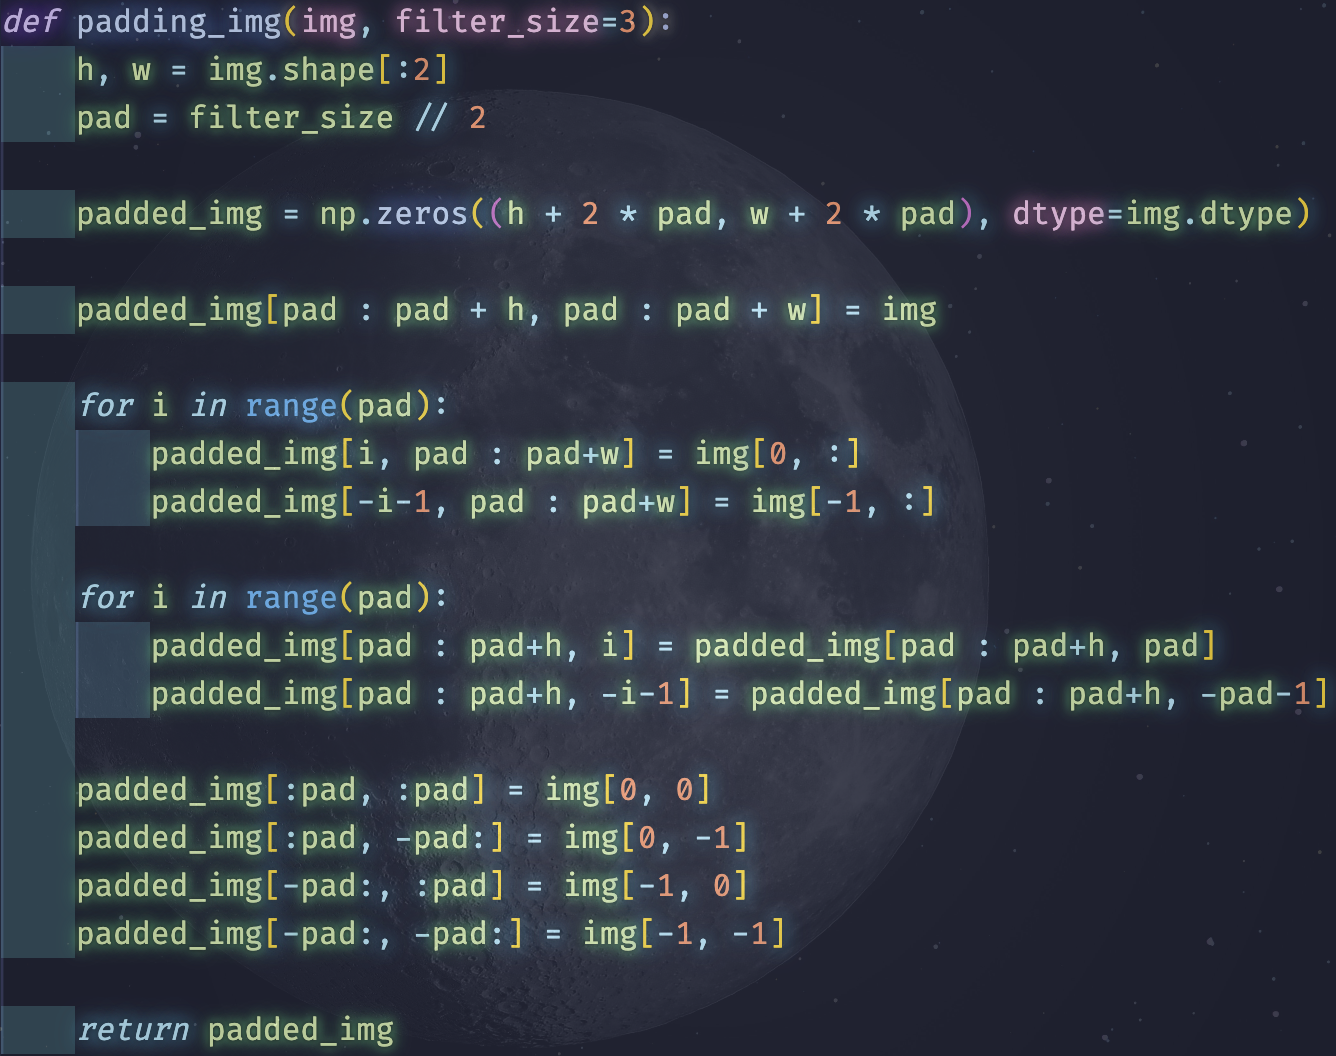 def padding_img(img, filter_size=3):
    h, w = img.shape[:2]
    pad = filter_size // 2
    padded_img = np.zeros((h + 2 * pad, w + 2 * pad), dtype=img.dtype)
    padded_img[pad : pad + h, pad : pad + w] = img
    for i in range(pad):
        padded_img[i, pad : pad+w] = img[0, :]
        padded_img[-i-1, pad : pad+w] = img[-1, :]
    for i in range(pad):
        padded_img[pad : pad+h, i] = padded_img[pad : pad+h, pad]
        padded_img[pad : pad+h, -i-1] = padded_img[pad : pad+h, -pad-1]
    padded_img[:pad, :pad] = img[0, 0]
    padded_img[:pad, -pad:] = img[0, -1]
    padded_img[-pad:, :pad] = img[-1, 0]
    padded_img[-pad:, -pad:] = img[-1, -1]
    return padded_img